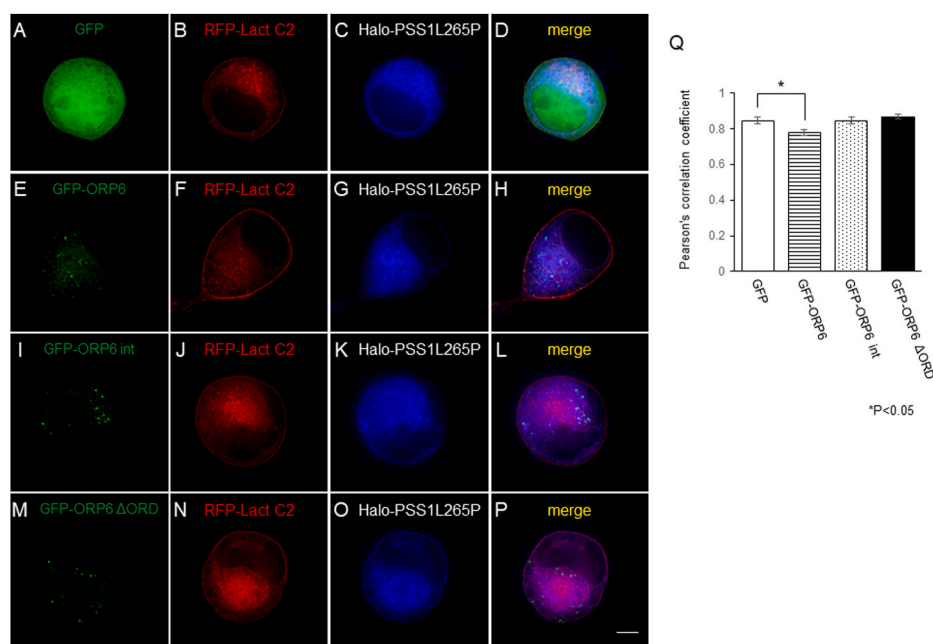 A GFP
B RFP-Lact C2
C Halo-PSS1L265P
D merge
E GFP-ORP6
F RFP-Lact C2
G Halo-PSS1L265P
H merge
I GFP-ORP6 int
J RFP-Lact C2
K Halo-PSS1L265P
L merge
M GFP-ORP6 ΔORD
N RFP-Lact C2
O Halo-PSS1L265P
P merge
Q
*
Pearson's correlation coefficient
1
0.8
0.6
0.4
0.2
0
GFP
GFP-ORP6
GFP-ORP6 int
GFP-ORP6 ΔORD
*P<0.05